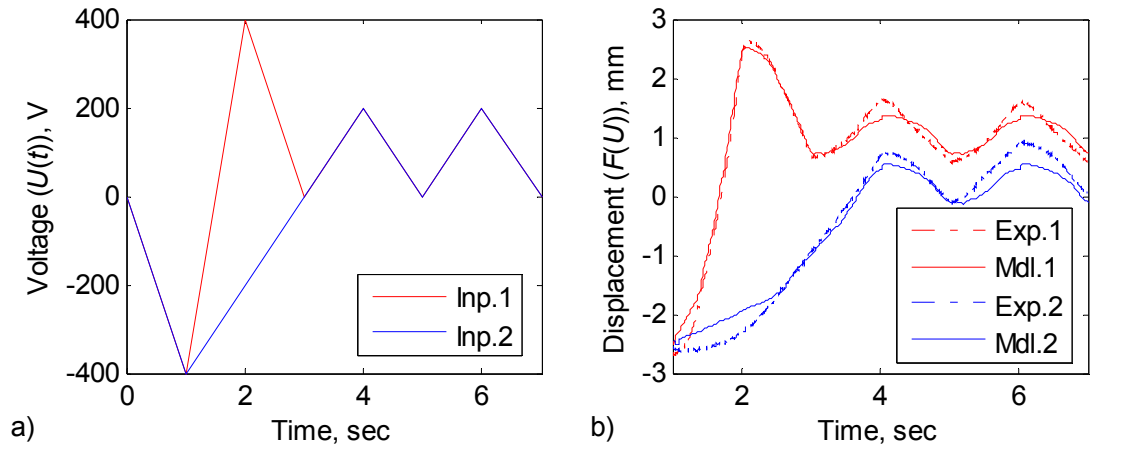 400
200
0
-200
-400
Voltage (U(t)), V
0
2
4
6
Time, sec
Inp.1
Inp.2
a)
3
2
1
0
-1
-2
-3
Displacement (F(U)), mm
2
4
6
Time, sec
Exp.1
Mdl.1
Exp.2
Mdl.2
b)